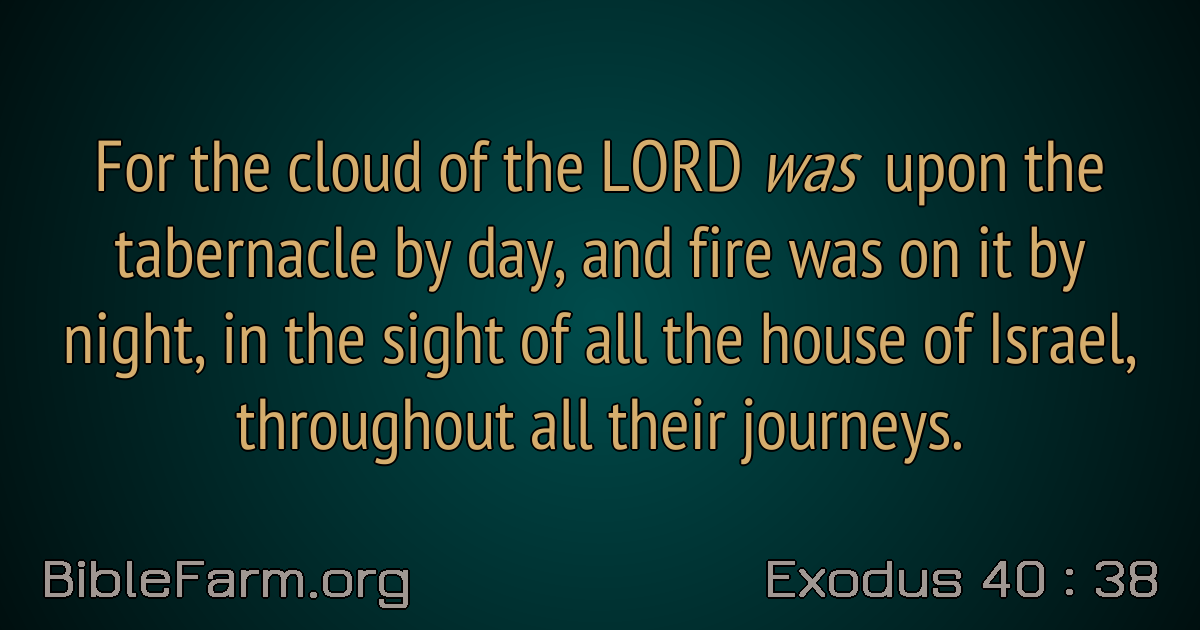 For the cloud of the LORD was upon the
tabernacle by day, and fire was on it by
night, in the sight of all the house of Israel,
throughout all their journeys.
BibleFarm.org
Exodus 40 : 38